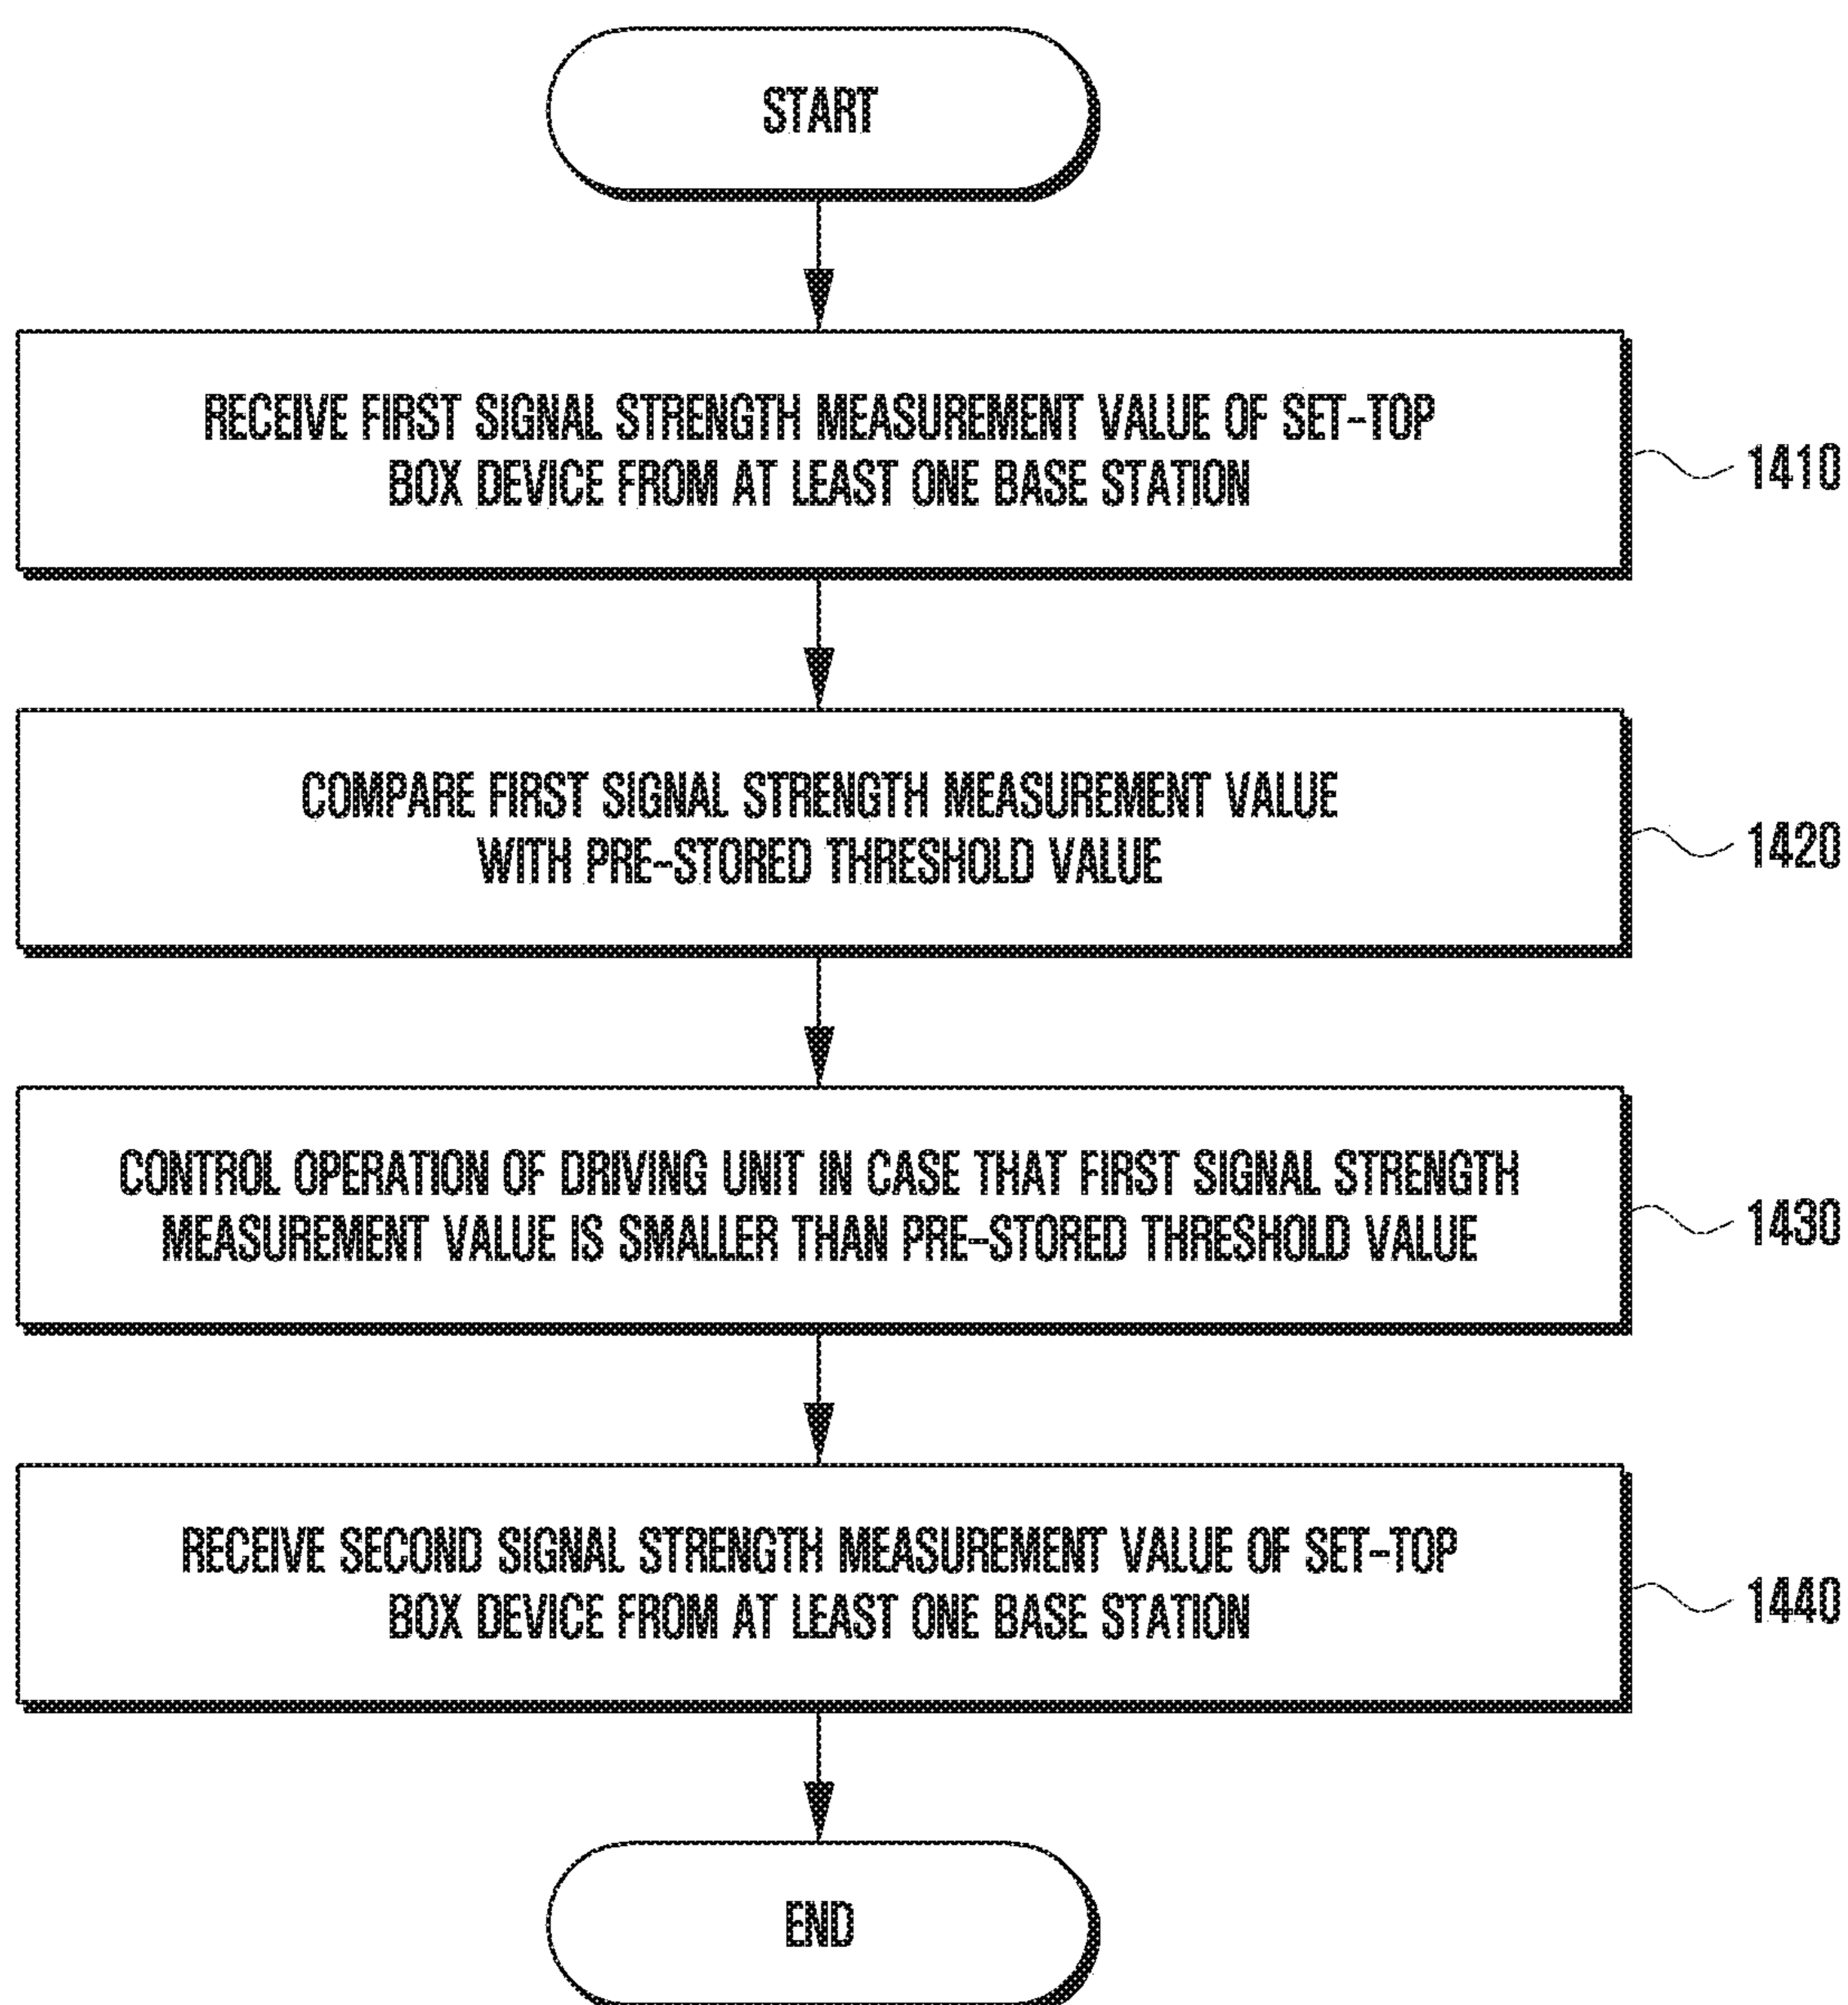 START
RECEIVE FIRST SIGNAL STRENGTH MEASUREMENT VALUE OF SET-TOP
BOX DEVICE FROM AT LEAST ONE BASE STATION
1410
COMPARE FIRST SIGNAL STRENGTH MEASUREMENT VALUE
WITH PRE-STORED THRESHOLD VALUE
1420
CONTROL OPERATION OF DRIVING UNIT IN CASE THAT FIRST SIGNAL STRENGTH
MEASUREMENT VALUE IS SMALLER THAN PRE-STORED THRESHOLD VALUE
1430
RECEIVE SECOND SIGNAL STRENGTH MEASUREMENT VALUE OF SET-TOP
BOX DEVICE FROM AT LEAST ONE BASE STATION
1440
END